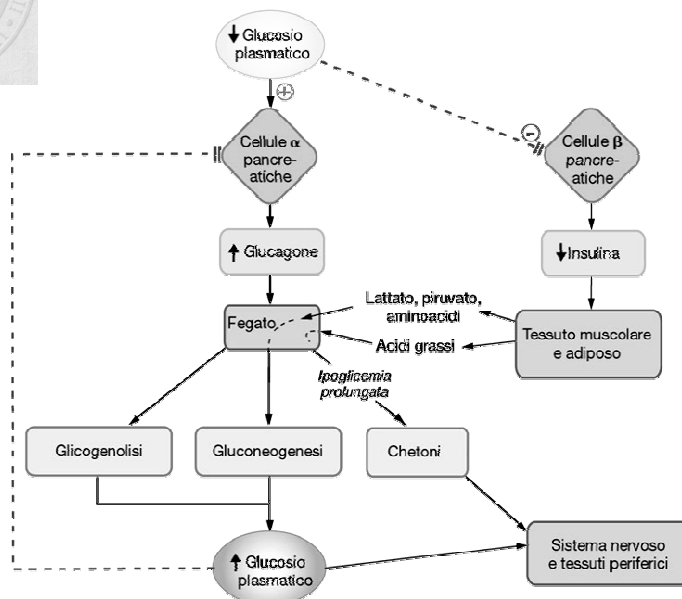 ↓ Glucosio
plasmatico
+
-
Cellule α
pancre-
atiche
Cellule β
pancre-
atiche
↑ Glucagone
↓ Insulina
Fegato
Lattato, piruvato,
aminoacidi
Acidi grassi
Tessuto muscolare
e adiposo
Ipoglicemia
prolungata
Glicogenolisi
Gluconeogenesi
Chetoni
↑ Glucosio
plasmatico
Sistema nervoso
e tessuti periferici